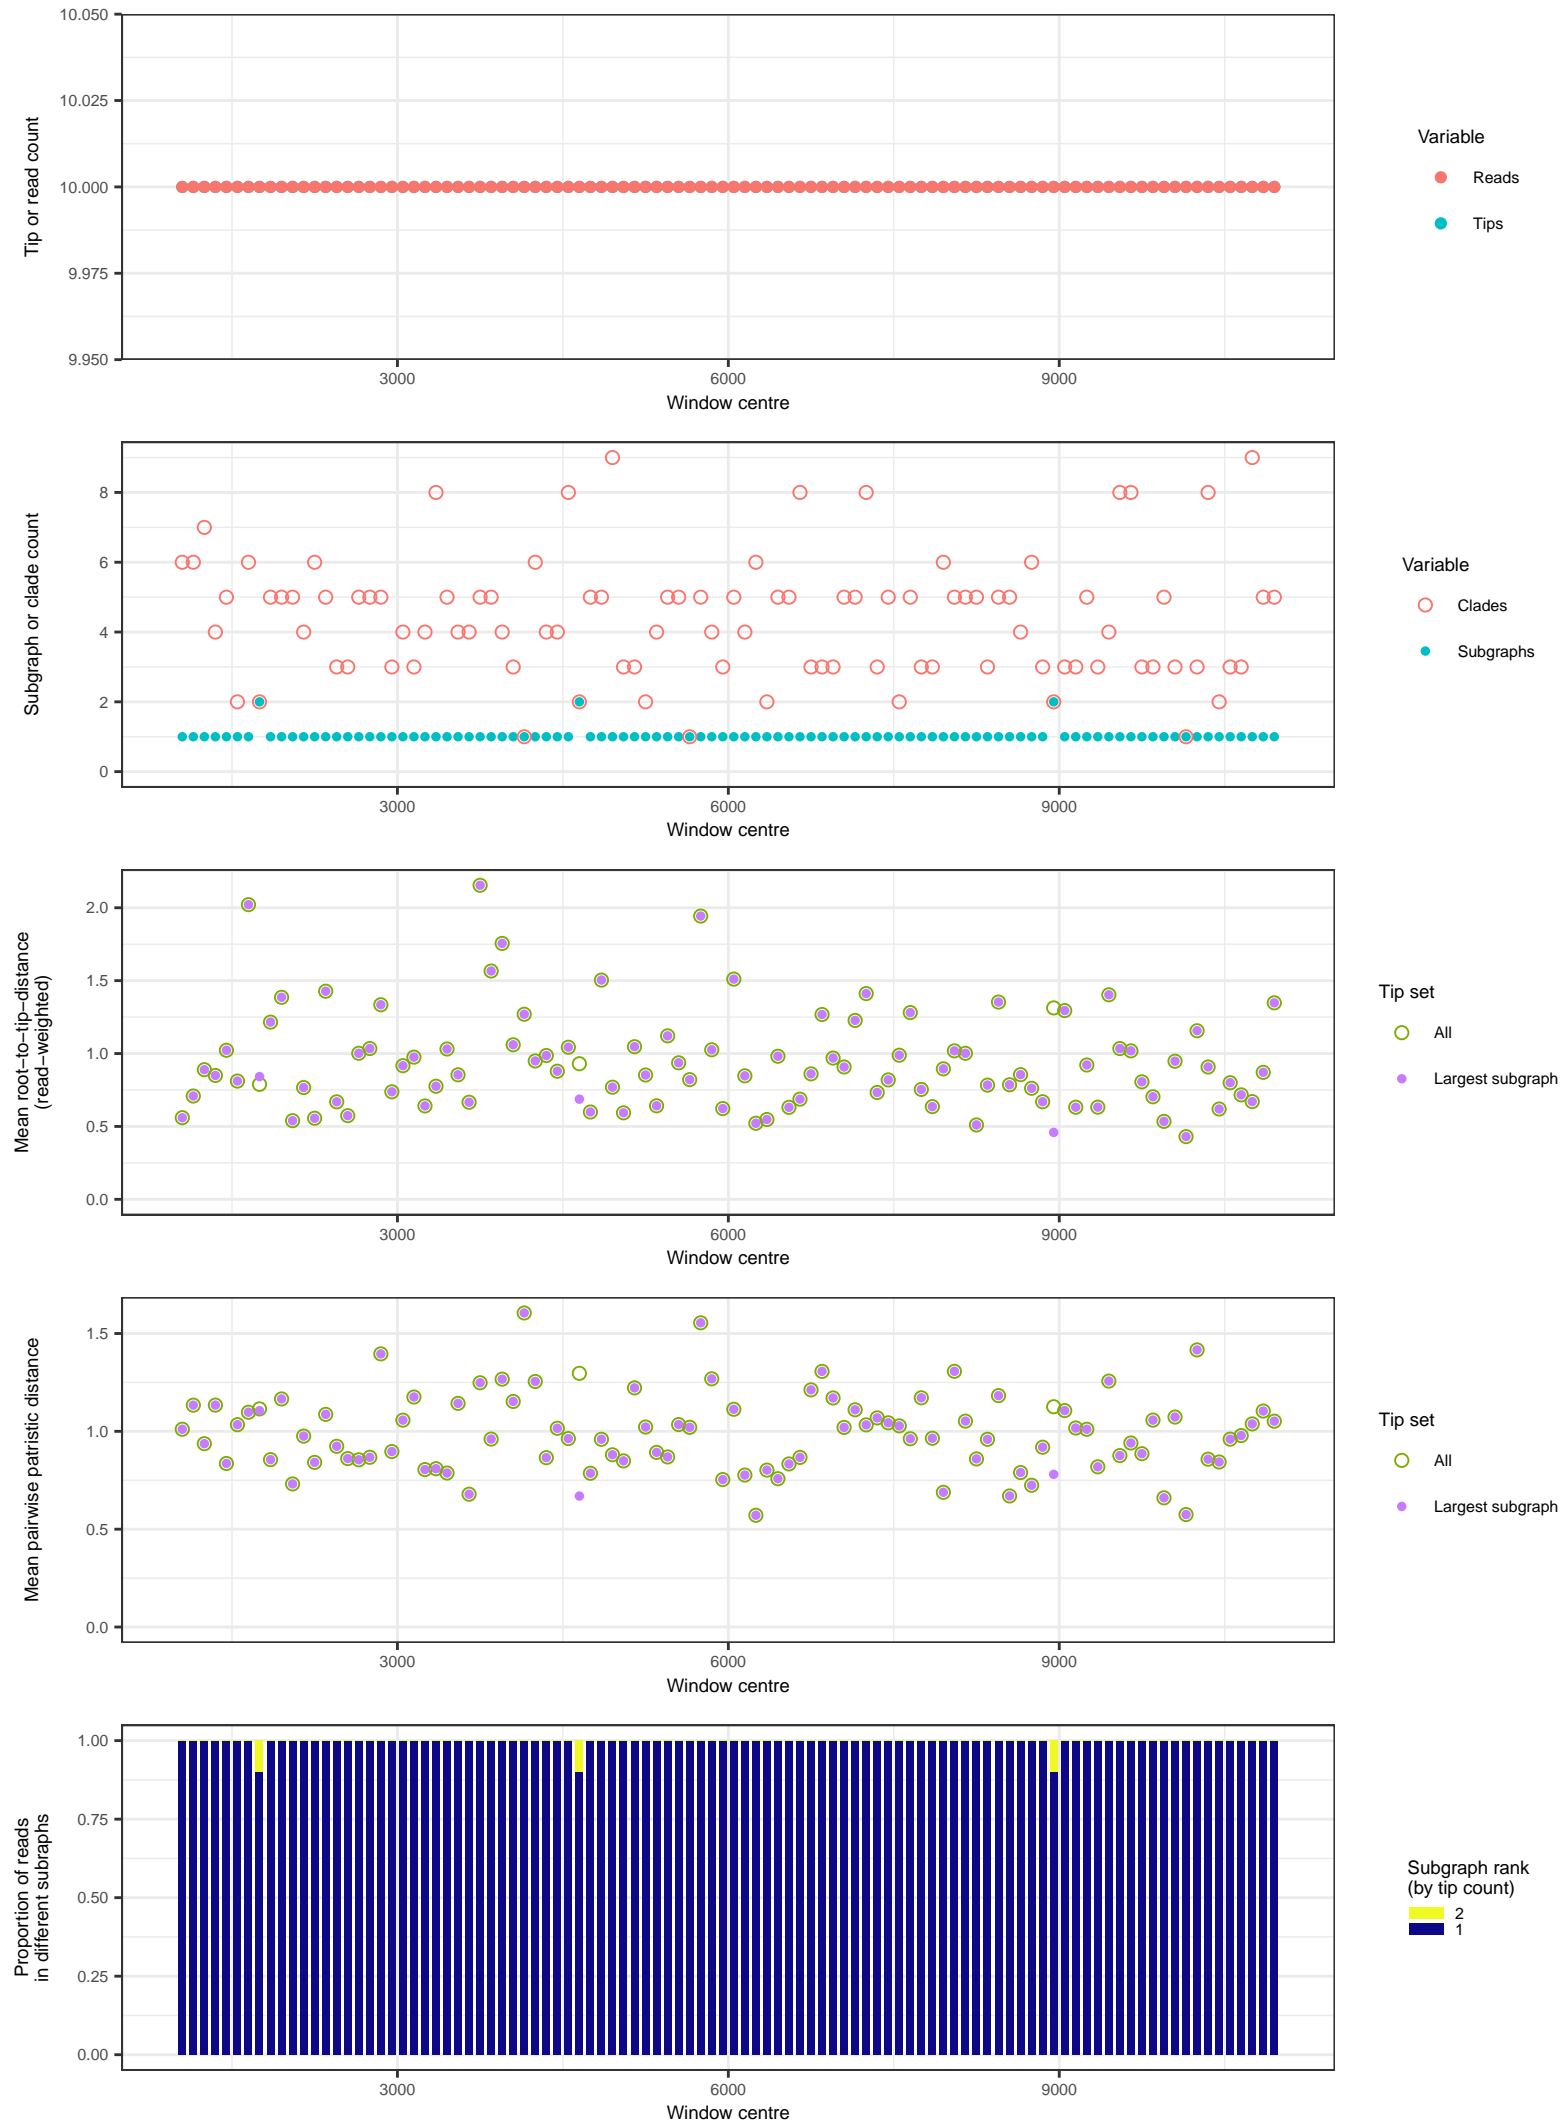 10.050
10.025
10.000
9.975
9.950
Tip or read count
3000
6000
9000
Window centre
Variable
Reads
Tips
8
6
4
2
0
Subgraph or clade count
3000
6000
9000
Window centre
Variable
Clades
Subgraphs
2.0
1.5
1.0
0.5
0.0
Mean root−to−tip−distance
(read−weighted)
3000
6000
9000
Window centre
Tip set
All
Largest subgraph
1.5
1.0
0.5
0.0
Mean pairwise patristic distance
3000
6000
9000
Window centre
Tip set
All
Largest subgraph
1.00
0.75
0.50
0.25
0.00
Proportion of reads
in different subraphs
3000
6000
9000
Window centre
Subgraph rank
(by tip count)
2
1